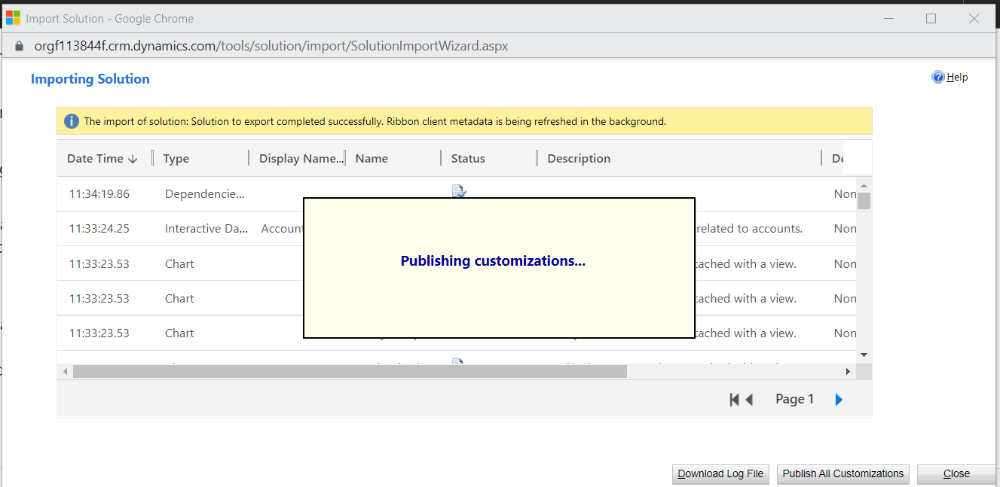 Import Solution - Google Chrome
orgf113844f.crm.dynamics.com/tools/solution/import/SolutionImportWizard.aspx
Importing Solution
Help
The import of solution: Solution to export completed successfully. Ribbon client metadata is being refreshed in the background.
Date Time Type Display Name... Name Status Description De
11:34:19.86 Dependencie... Non
11:33:24.25 Interactive Da... Account related to accounts. Non
Publishing customizations...
11:33:23.53 Chart tached with a view. Non
11:33:23.53 Chart tached with a view. Non
11:33:23.53 Chart tached with a view. Non
Page 1
Download Log File Publish All Customizations Close